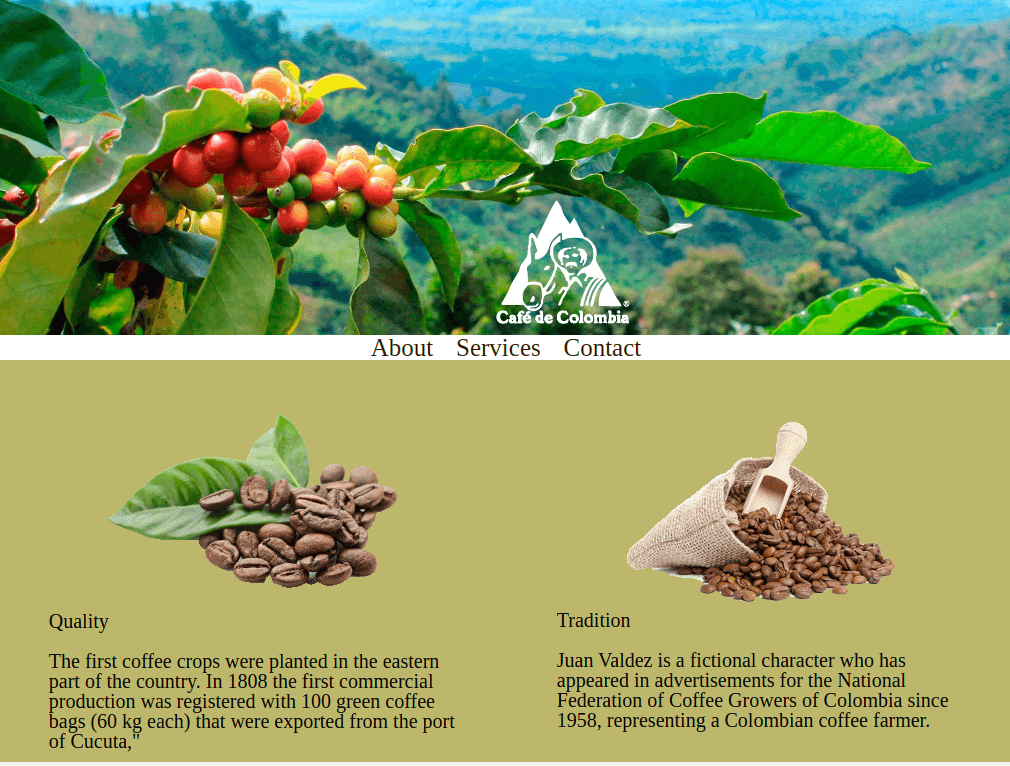 Café de Colombia
®
About Services Contact
Quality
The first coffee crops were planted in the eastern
part of the country. In 1808 the first commercial
production was registered with 100 green coffee
bags (60 kg each) that were exported from the port
of Cucuta,"
Tradition
Juan Valdez is a fictional character who has
appeared in advertisements for the National
Federation of Coffee Growers of Colombia since
1958, representing a Colombian coffee farmer.